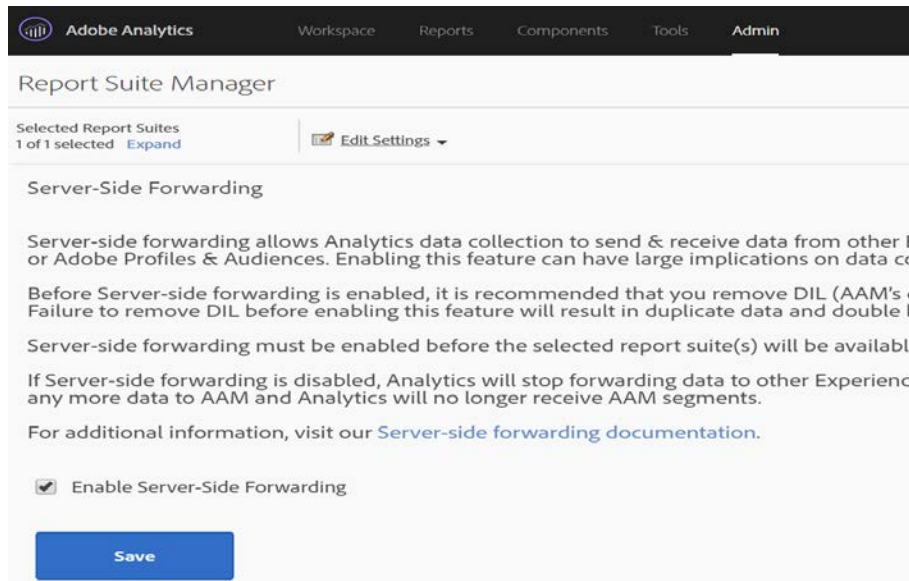 Adobe Analytics Workspace Reports Components Tools Admin
Report Suite Manager
Selected Report Suites
1 of 1 selected Expand Edit Settings
Server-Side Forwarding
Server-side forwarding allows Analytics data collection to send & receive data from other
or Adobe Profiles & Audiences. Enabling this feature can have large implications on data
Before Server-side forwarding is enabled, it is recommended that you remove DIL (AAM's
Failure to remove DIL before enabling this feature will result in duplicate data and double
Server-side forwarding must be enabled before the selected report suite(s) will be
If Server-side forwarding is disabled, Analytics will stop forwarding data to other
any more data to AAM and Analytics will no longer receive AAM segments.
For additional information, visit our Server-side forwarding documentation.
Enable Server-Side Forwarding
Save